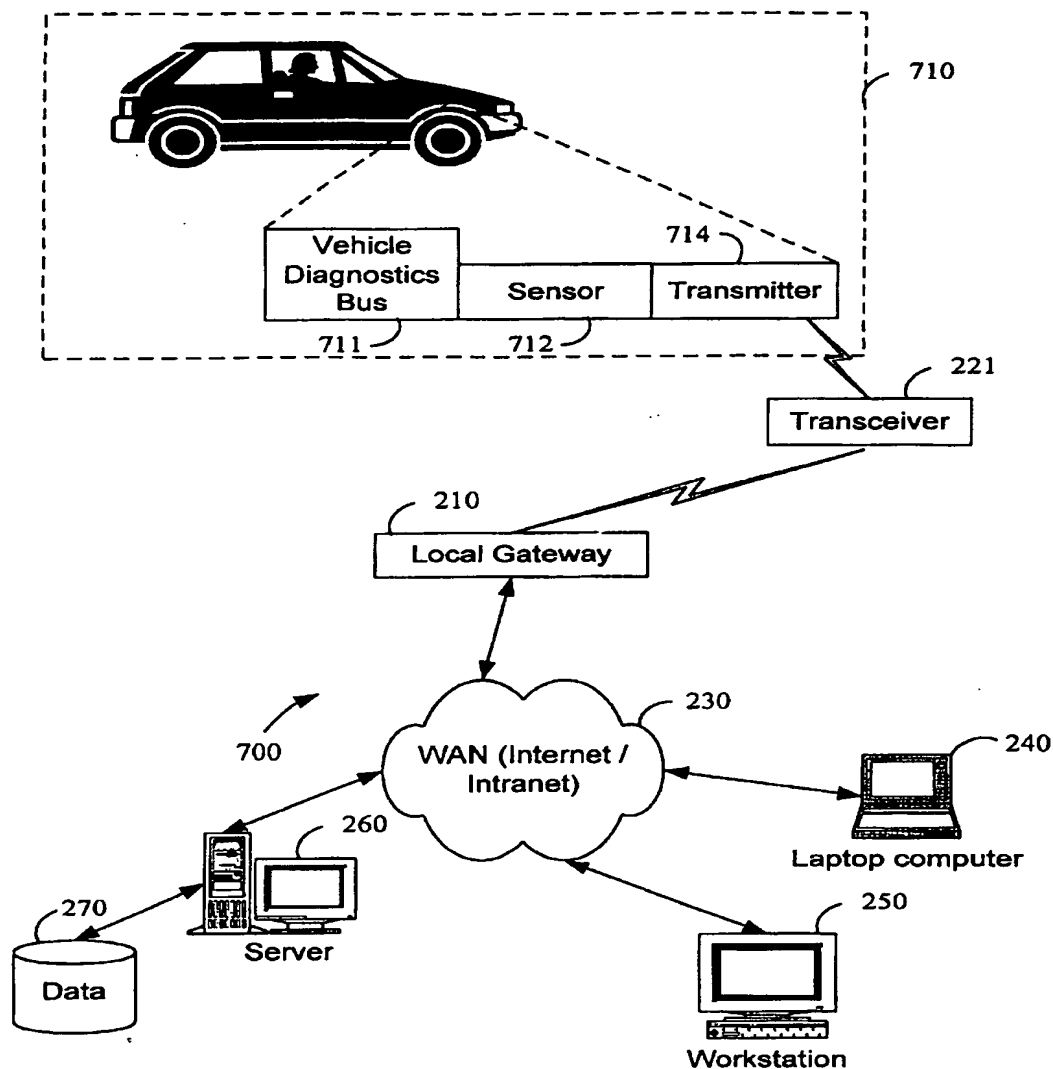 710
714
Vehicle
Diagnostics
Bus
Sensor
Transmitter
711
712
221
Transceiver
210
Local Gateway
230
700
WAN (Internet /
Intranet)
240
Laptop computer
260
Server
270
Data
250
Workstation